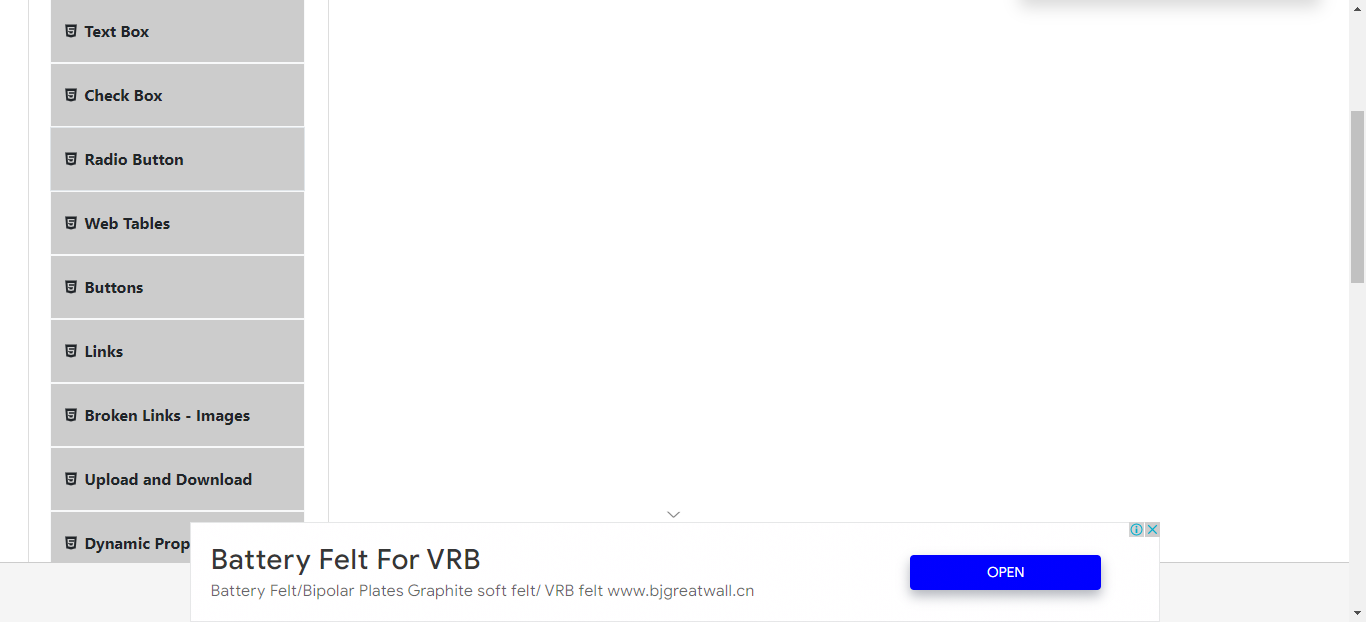 Text Box
Check Box
Radio Button
Web Tables
Buttons
Links
Broken Links - Images
Upload and Download
Dynamic Prop
Battery Felt For VRB
Battery Felt/Bipolar Plates Graphite soft felt/ VRB felt www.bjgreatwall.cn
OPEN